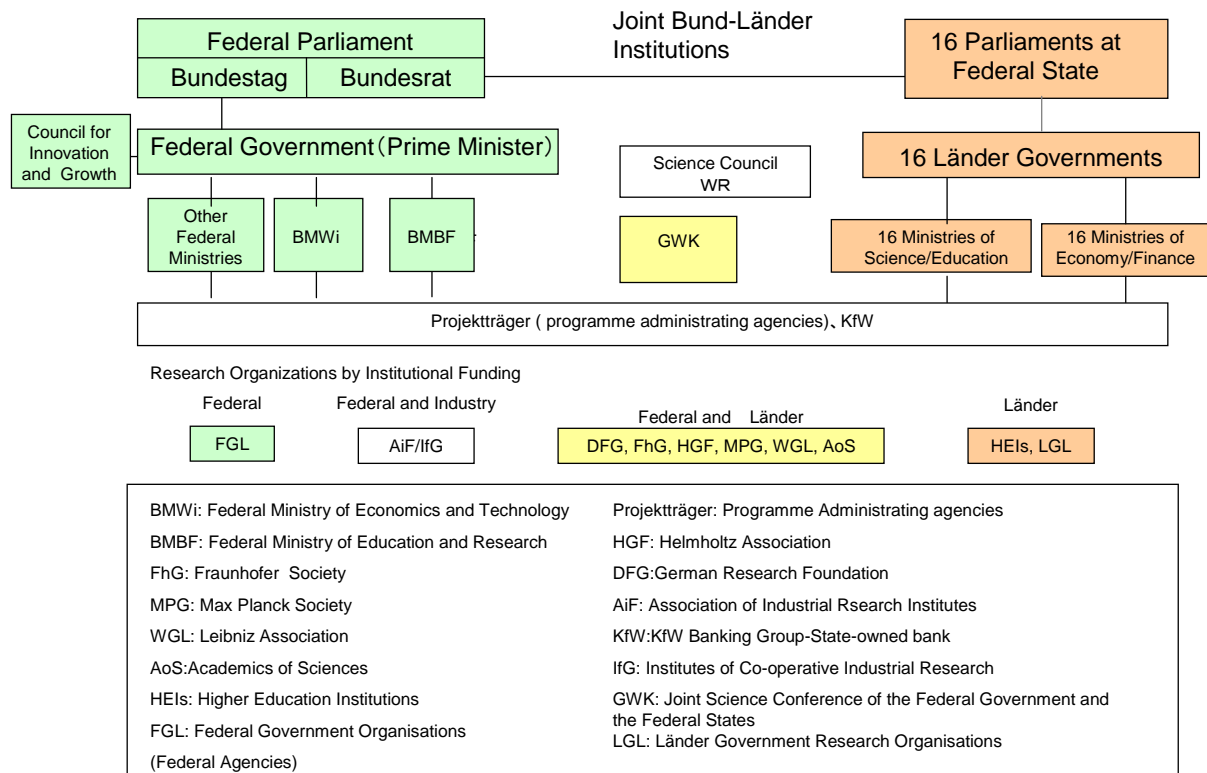 Joint Bund-Länder
Institutions
Federal Parliament
Bundestag
Bundesrat
16 Parliaments at
Federal State
Council for
Innovation
and Growth
Federal Government(Prime Minister)
Science Council
WR
16 Länder Governments
Other
Federal
Ministries
BMWi
BMBF
GWK
16 Ministries of
Science/Education
16 Ministries of
Economy/Finance
Projektträger ( programme administrating agencies)、KfW
Research Organizations by Institutional Funding
Federal
Federal and Industry
Federal and Länder
Länder
FGL
AiF/IfG
DFG, FhG, HGF, MPG, WGL, AoS
HEIs, LGL
BMWi: Federal Ministry of Economics and Technology
BMBF: Federal Ministry of Education and Research
FhG: Fraunhofer Society
MPG: Max Planck Society
WGL: Leibniz Association
AoS:Academics of Sciences
HEIs: Higher Education Institutions
FGL: Federal Government Organisations
(Federal Agencies)
Projektträger: Programme Administrating agencies
HGF: Helmholtz Association
DFG:German Research Foundation
AiF: Association of Industrial Rsearch Institutes
KfW:KfW Banking Group-State-owned bank
IfG: Institutes of Co-operative Industrial Research
GWK: Joint Science Conference of the Federal Government and
the Federal States
LGL: Länder Government Research Organisations